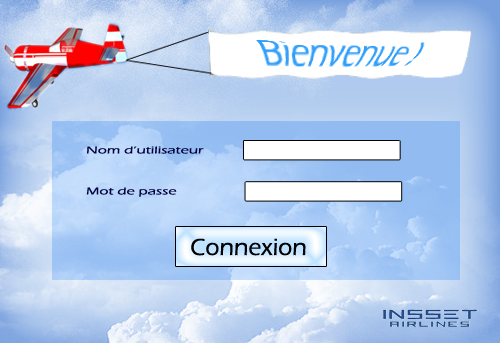 Bienvenue!
Nom d'utilisateur
Mot de passe
Connexion
INSSET
AIRLINES